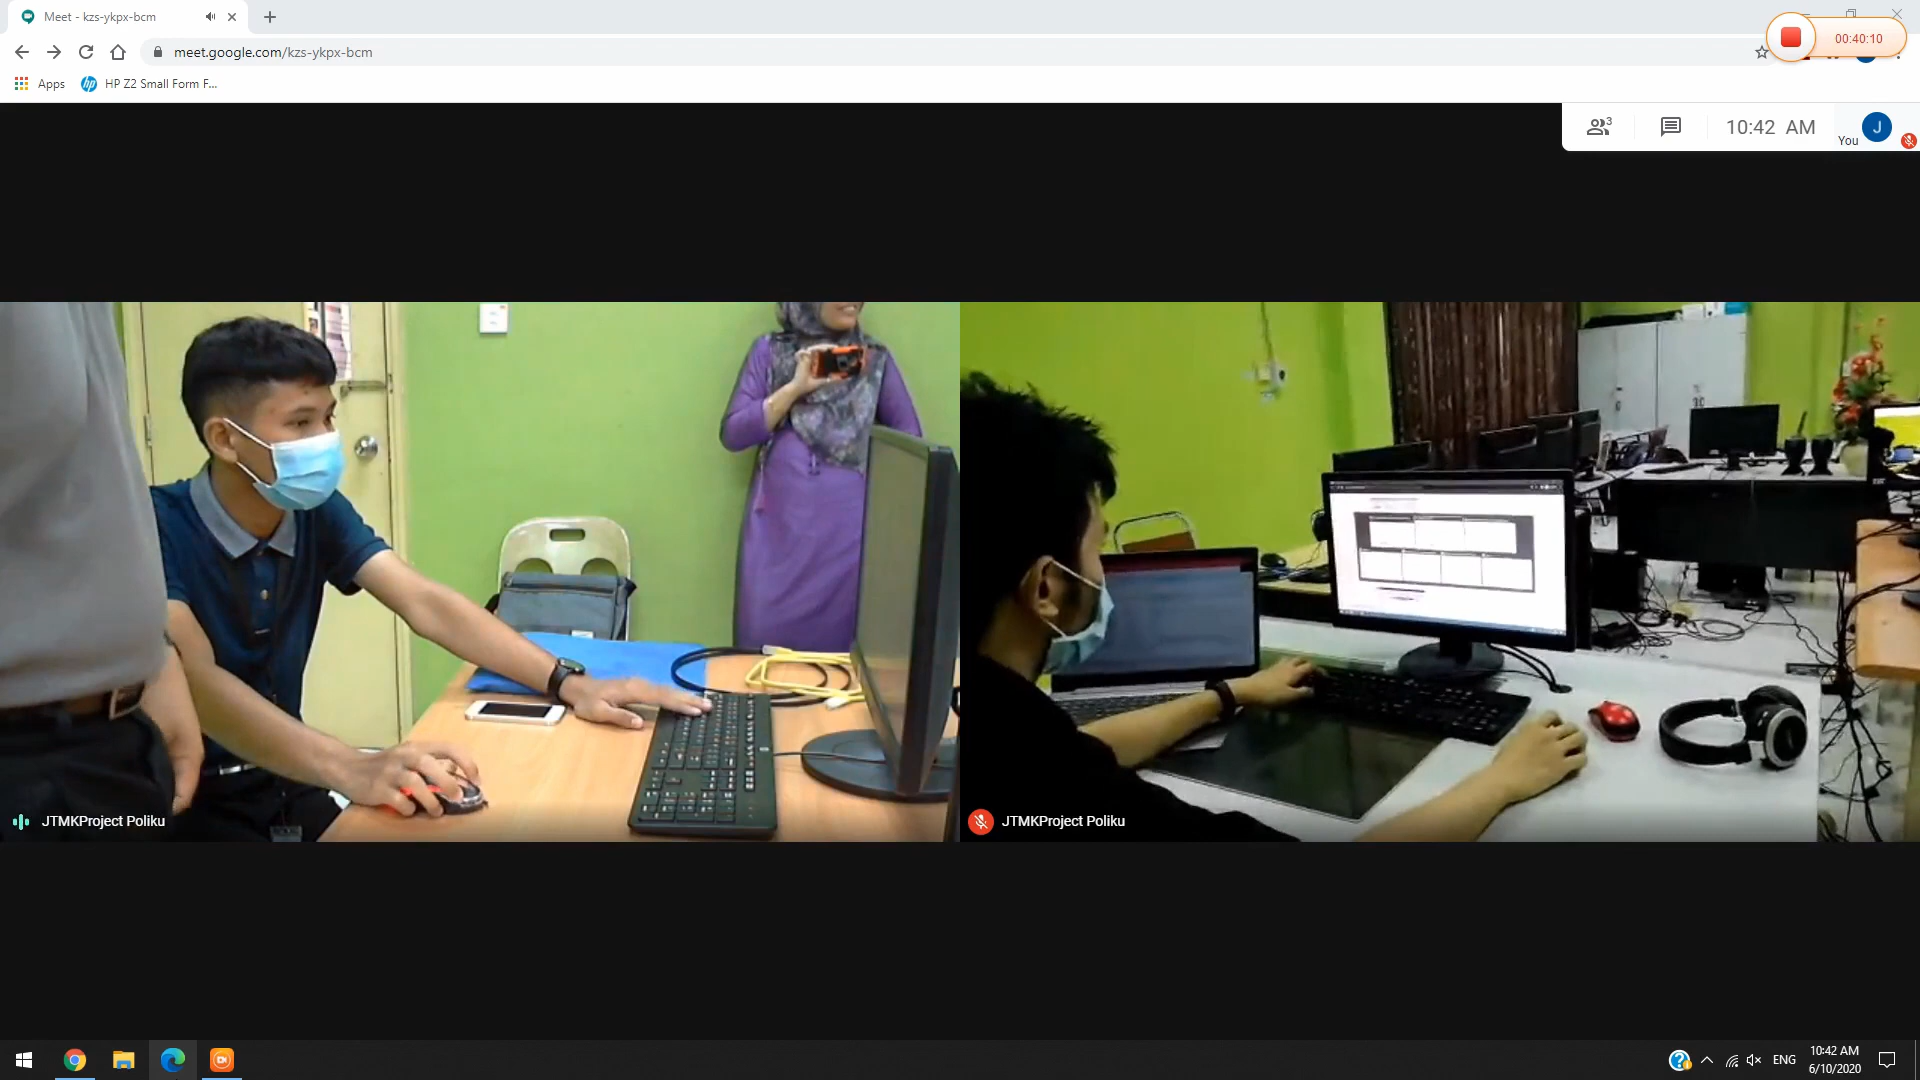 Meet - kzs-ykpx-bcm
00:40:10
meet.google.com/kzs-ykpx-bcm
Apps
HP Z2 Small Form F...
3
10:42 AM
You
J
JTMKProject Poliku
JTMKProject Poliku
ENG
10:42 AM
6/10/2020